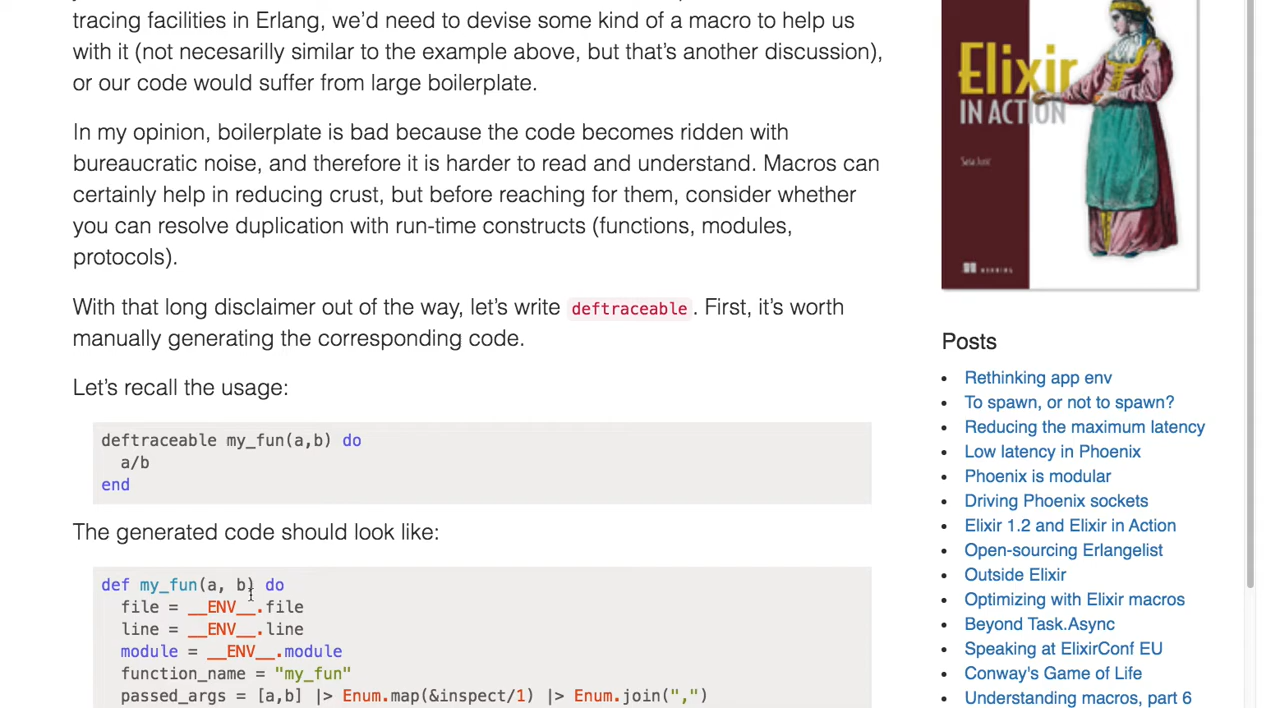 tracing facilities in Erlang, we’d need to devise some kind of a macro to help us
with it (not necesarilly similar to the example above, but that’s another discussion),
or our code would suffer from large boilerplate.
In my opinion, boilerplate is bad because the code becomes ridden with
bureaucratic noise, and therefore it is harder to read and understand. Macros can
certainly help in reducing crust, but before reaching for them, consider whether
you can resolve duplication with run-time constructs (functions, modules,
protocols).
With that long disclaimer out of the way, let’s write deftraceable. First, it’s worth
manually generating the corresponding code.
Let’s recall the usage:
deftraceable my_fun(a,b) do
  a/b
end
The generated code should look like:
def my_fun(a, b) do
  file = __ENV__.file
  line = __ENV__.line
  module = __ENV__.module
  function_name = "my_fun"
  passed_args = [a,b] |> Enum.map(&inspect/1) |> Enum.join(",")
Elixir
IN ACTION
Saša Jurić
MANNING
Posts
• Rethinking app env
• To spawn, or not to spawn?
• Reducing the maximum latency
• Low latency in Phoenix
• Phoenix is modular
• Driving Phoenix sockets
• Elixir 1.2 and Elixir in Action
• Open-sourcing Erlangelist
• Outside Elixir
• Optimizing with Elixir macros
• Beyond Task.Async
• Speaking at ElixirConf EU
• Conway's Game of Life
• Understanding macros, part 6